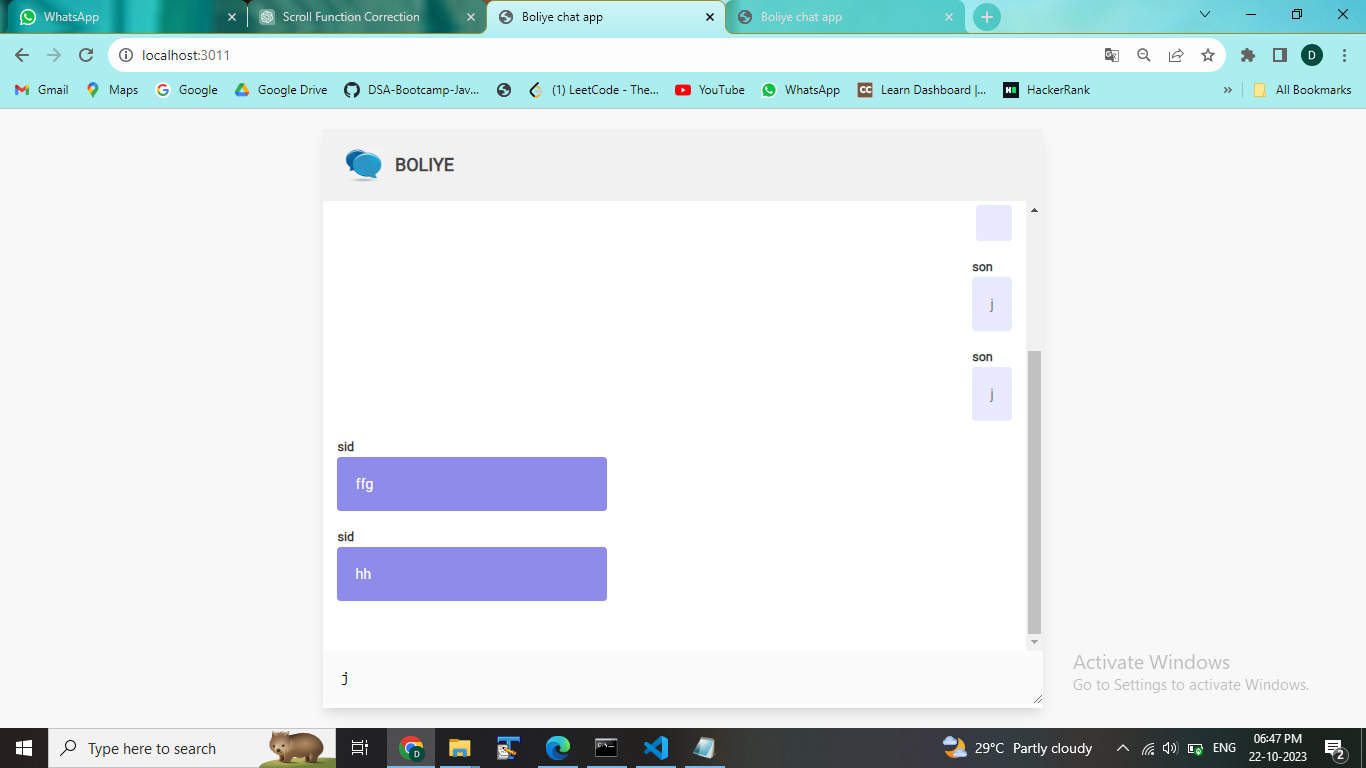 WhatsApp
Scroll Function Correction
Boliye chat app
Boliye chat app
localhost:3011
D
Gmail
Maps
Google
Google Drive
DSA-Bootcamp-Jav...
(1) LeetCode - The...
YouTube
WhatsApp
CC
Learn Dashboard |...
HackerRank
»
All Bookmarks
BOLIYE
son
j
son
j
sid
ffg
sid
hh
j
Activate Windows
Go to Settings to activate Windows.
Type here to search
D
29°C Partly cloudy
ENG
06:47 PM
22-10-2023
2